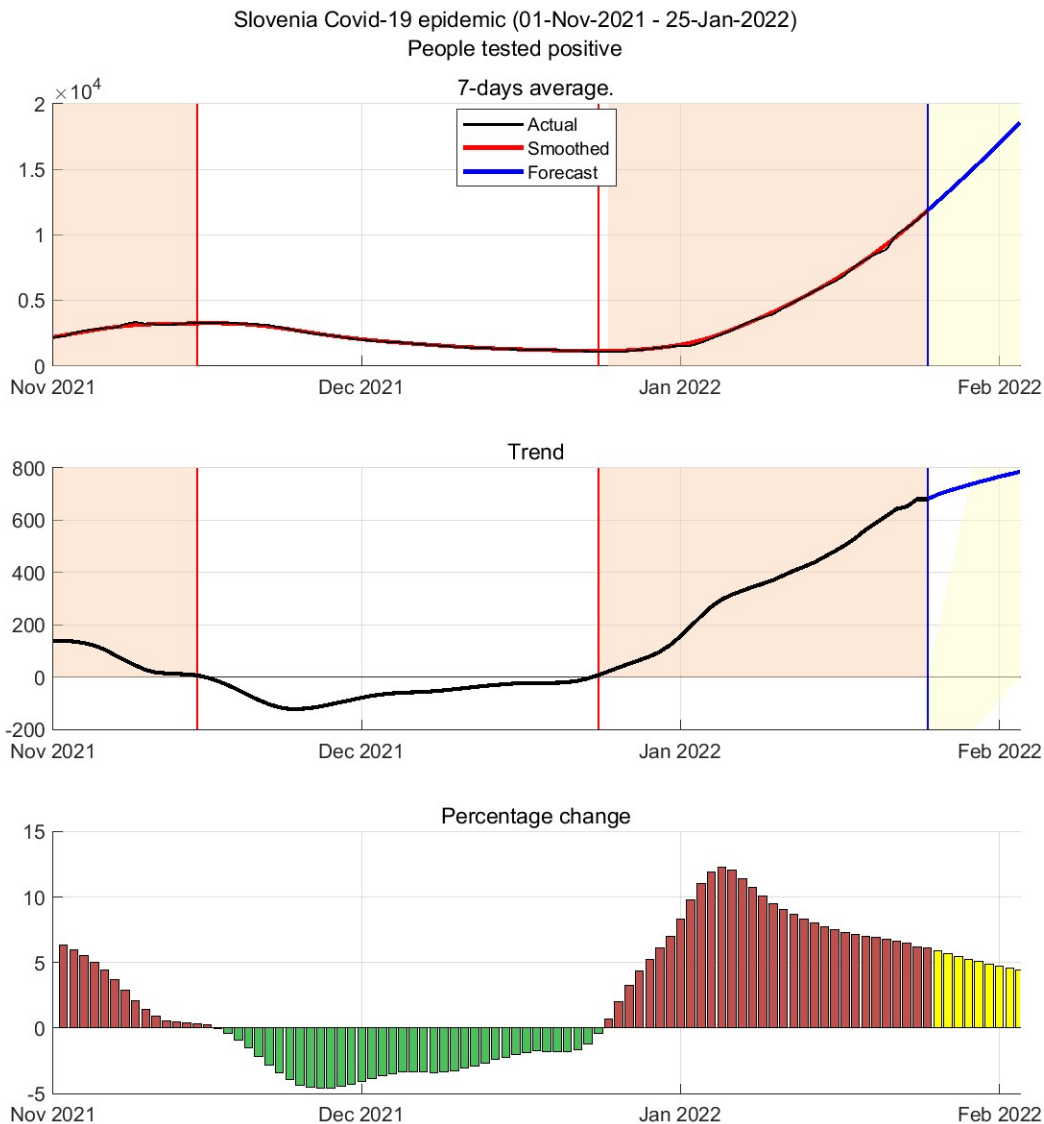 Slovenia Covid-19 epidemic (01-Nov-2021 - 25-Jan-2022)
People tested positive
7-days average.
×10⁴
Actual
Smoothed
Forecast
2
1.5
1
0.5
0
Nov 2021 Dec 2021 Jan 2022 Feb 2022
Trend
800
600
400
200
0
-200
Nov 2021 Dec 2021 Jan 2022 Feb 2022
Percentage change
15
10
5
0
-5
Nov 2021 Dec 2021 Jan 2022 Feb 2022